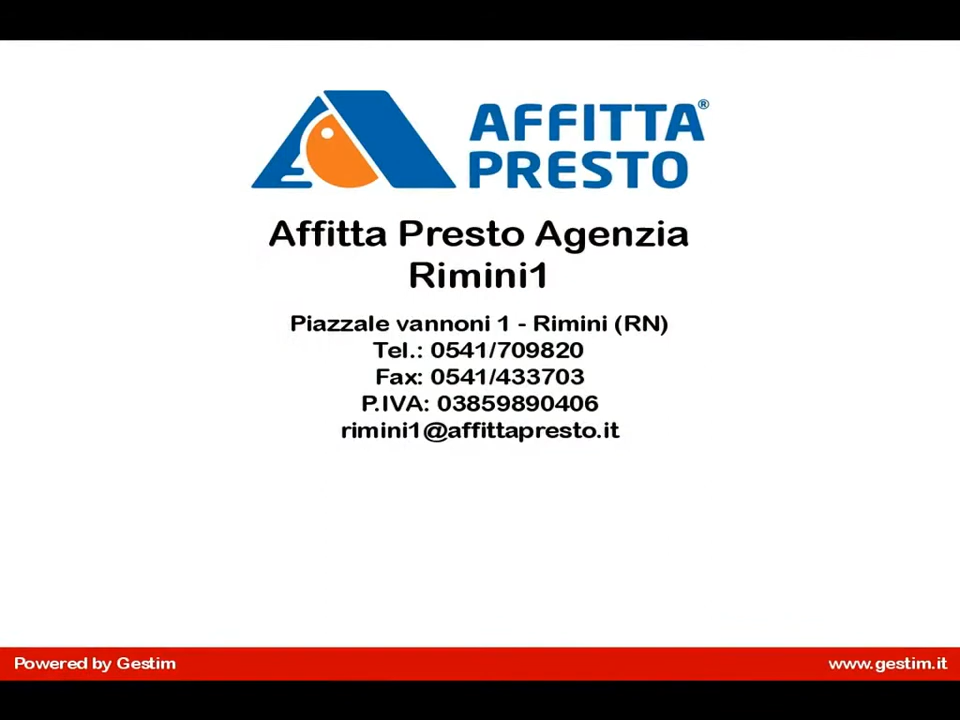 AFFITTA®
PRESTO
Affitta Presto Agenzia
Rimini1
Piazzale vannoni 1 - Rimini (RN)
Tel.: 0541/709820
Fax: 0541/433703
P.IVA: 03859890406
rimini1@affittapresto.it
Powered by Gestim
www.gestim.it